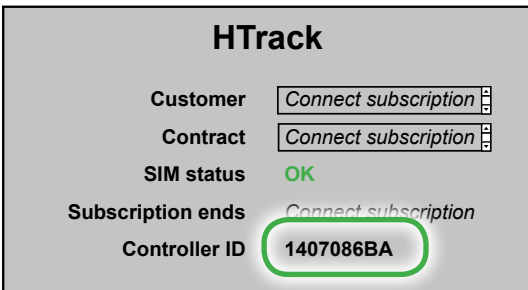 HTrack
Customer Connect subscription
Contract Connect subscription
SIM status OK
Subscription ends Connect subscription
Controller ID 1407086BA